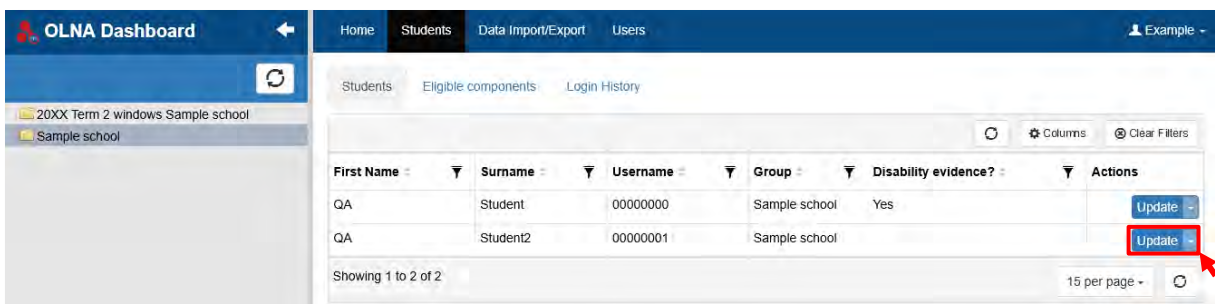 OLNA Dashboard
Home Students Data Import/Export Users Example
Students Eligible components Login History
20XX Term 2 windows Sample school
Sample school
Columns Clear Filters
First Name Surname Username Group Disability evidence? Actions
QA Student 00000000 Sample school Yes Update
QA Student2 00000001 Sample school Update
Showing 1 to 2 of 2
15 per page